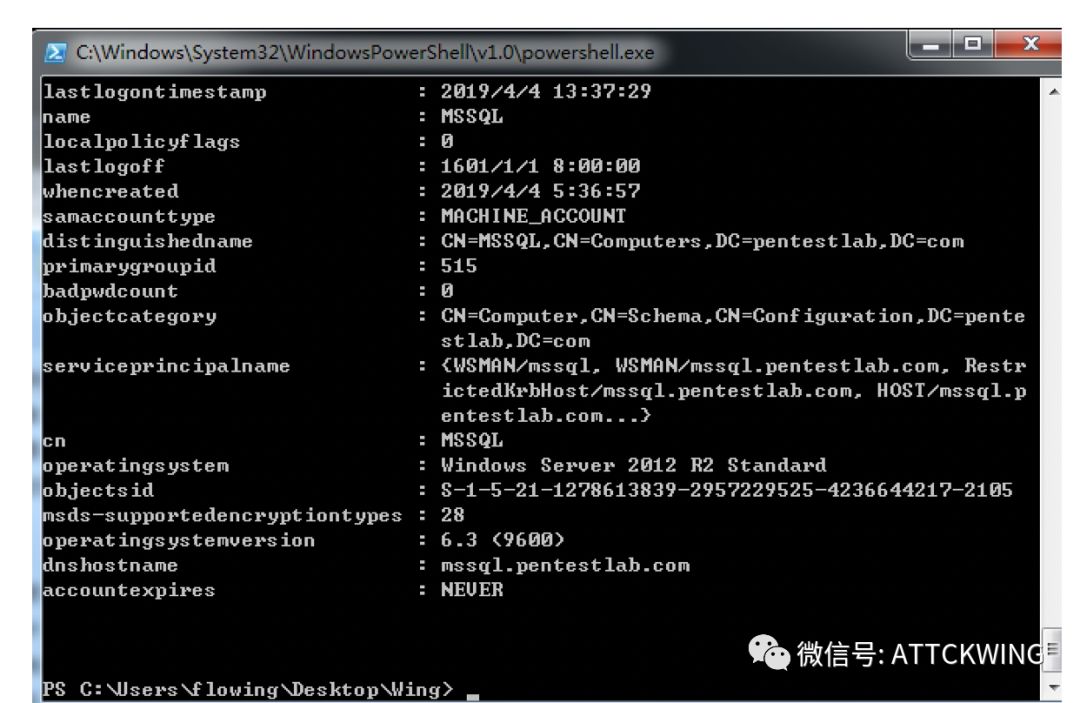 C:\Windows\System32\WindowsPowerShell\v1.0\powershell.exe
lastlogontimestamp : 2019/4/4 13:37:29
name : MSSQL
localpolicyflags : 0
lastlogoff : 1601/1/1 8:00:00
whencreated : 2019/4/4 5:36:57
samaccounttype : MACHINE_ACCOUNT
distinguishedname : CN=MSSQL,CN=Computers,DC=pentestlab,DC=com
primarygroupid : 515
badpwdcount : 0
objectcategory : CN=Computer,CN=Schema,CN=Configuration,DC=pente
stlab,DC=com
serviceprincipalname : {WSMAN/mssql, WSMAN/mssql.pentestlab.com, Restr
ictedKrbHost/mssql.pentestlab.com, HOST/mssql.p
entestlab.com...}
cn : MSSQL
operatingsystem : Windows Server 2012 R2 Standard
objectsid : S-1-5-21-1278613839-2957229525-4236644217-2105
msds-supportedencryptiontypes : 28
operatingsystemversion : 6.3 (9600)
dnshostname : mssql.pentestlab.com
accountexpires : NEVER
微信号: ATTCKWING
PS C:\Users\flowing\Desktop\Wing> _